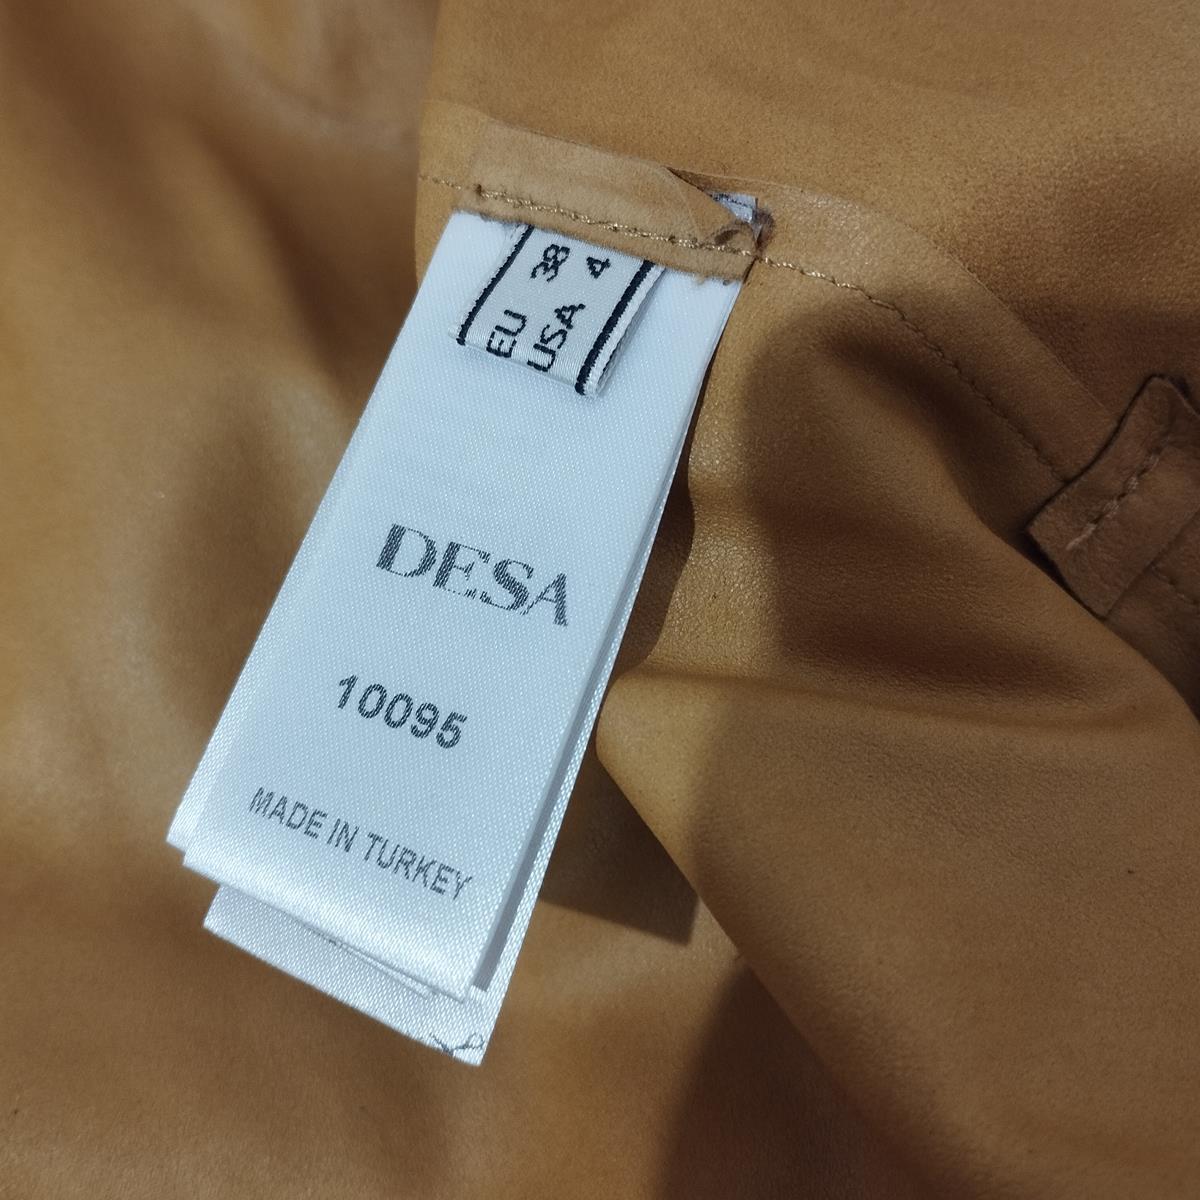 EU 38
USA 4
DESA
10095
MADE IN TURKEY